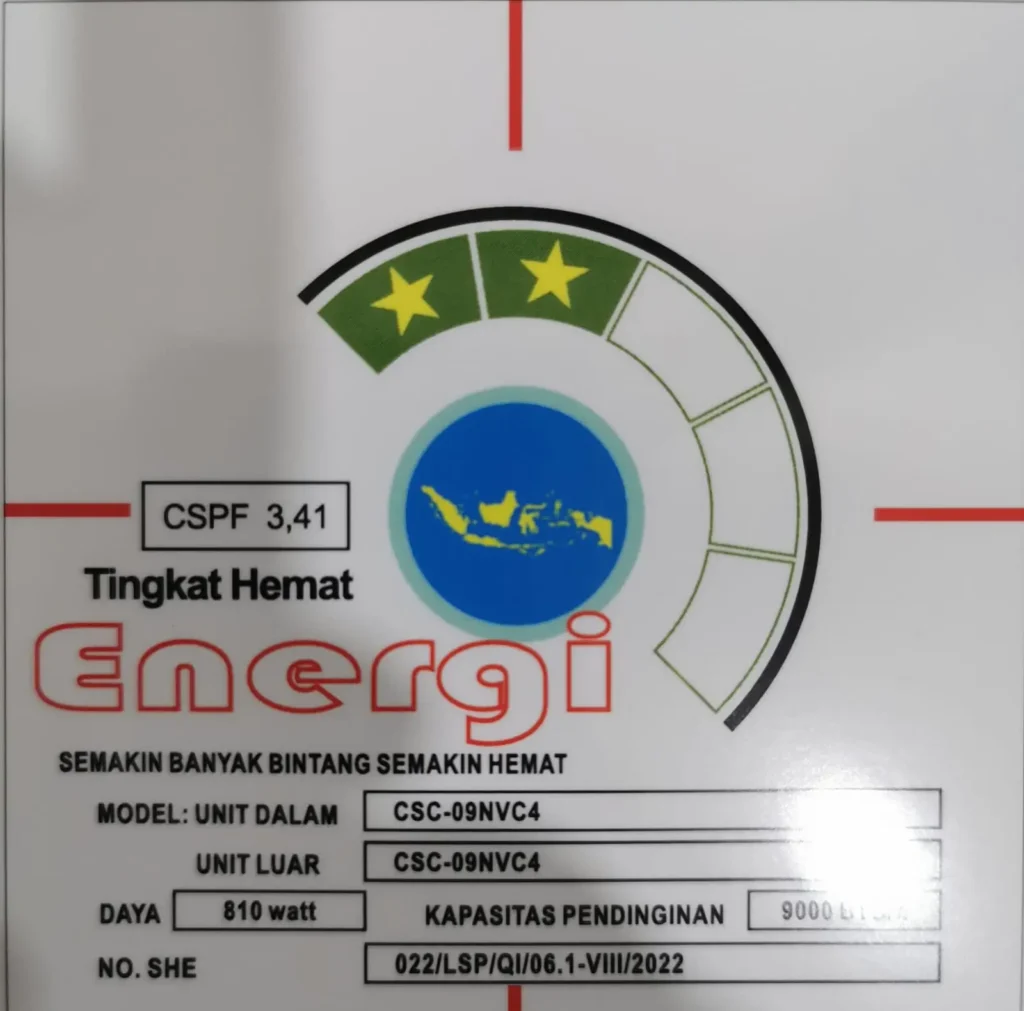 CSPF 3,41
Tingkat Hemat
Energi
SEMAKIN BANYAK BINTANG SEMAKIN HEMAT
MODEL: UNIT DALAM CSC-09NVC4
UNIT LUAR CSC-09NVC4
DAYA 810 watt KAPASITAS PENDINGINAN 9000
NO. SHE 022/LSP/QI/06.1-VIII/2022